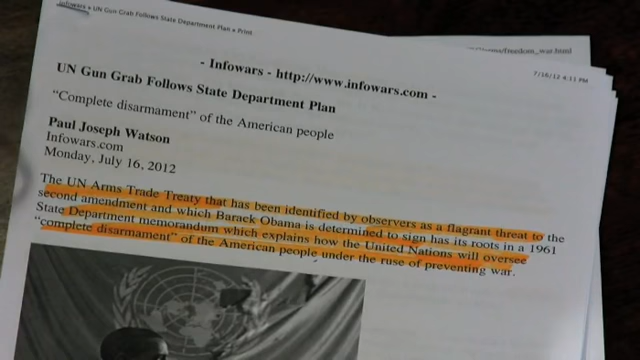 Infowars » UN Gun Grab Follows State Department Plan » Print
/freedom_war.html
7/16/12 4:11 PM
- Infowars - http://www.infowars.com -
UN Gun Grab Follows State Department Plan
“Complete disarmament” of the American people
Paul Joseph Watson
Infowars.com
Monday, July 16, 2012
The UN Arms Trade Treaty that has been identified by observers as a flagrant threat to the
second amendment and which Barack Obama is determined to sign has its roots in a 1961
State Department memorandum which explains how the United Nations will oversee
“complete disarmament” of the American people under the ruse of preventing war.